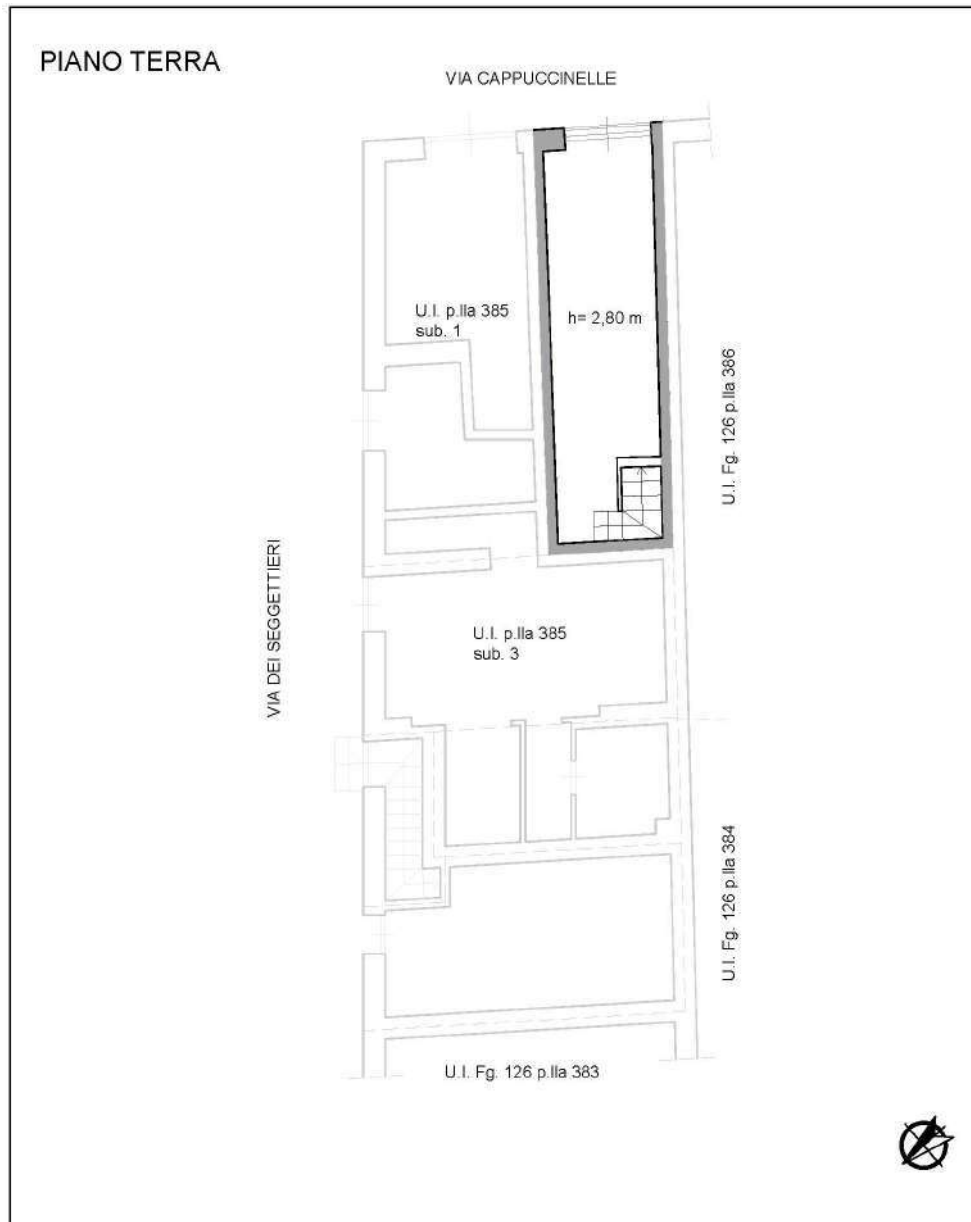 PIANO TERRA
VIA CAPPUCCINELLE
U.I. p.lla 385
sub. 1
h= 2,80 m
U.I. Fg. 126 p.lla 386
VIA DEI SEGGETTIERI
U.I. p.lla 385
sub. 3
U.I. Fg. 126 p.lla 384
U.I. Fg. 126 p.lla 383